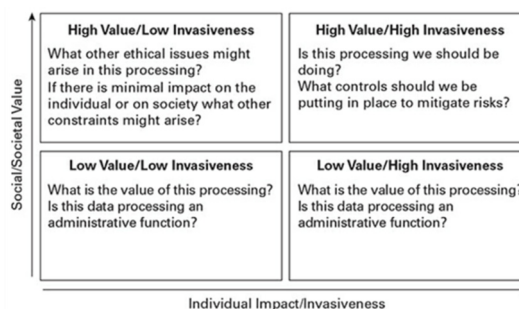 Social/Societal Value
High Value/Low Invasiveness
What other ethical issues might
arise in this processing?
If there is minimal impact on the
individual or on society what other
constraints might arise?
High Value/High Invasiveness
Is this processing we should be
doing?
What controls should we be
putting in place to mitigate risks?
Low Value/Low Invasiveness
What is the value of this processing?
Is this data processing an
administrative function?
Low Value/High Invasiveness
What is the value of this processing?
Is this data processing an
administrative function?
Individual Impact/Invasiveness